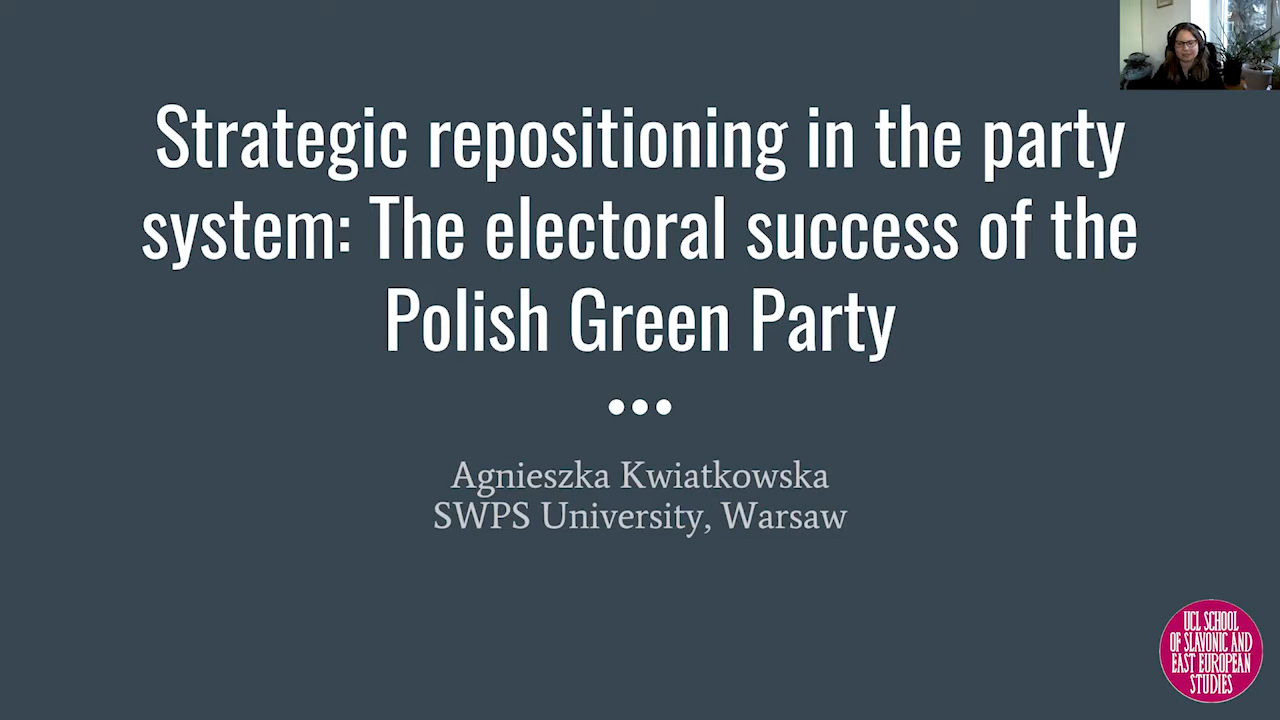 Strategic repositioning in the party
system: The electoral success of the
Polish Green Party
Agnieszka Kwiatkowska
SWPS University, Warsaw
UCL SCHOOL
OF SLAVONIC AND
EAST EUROPEAN
STUDIES